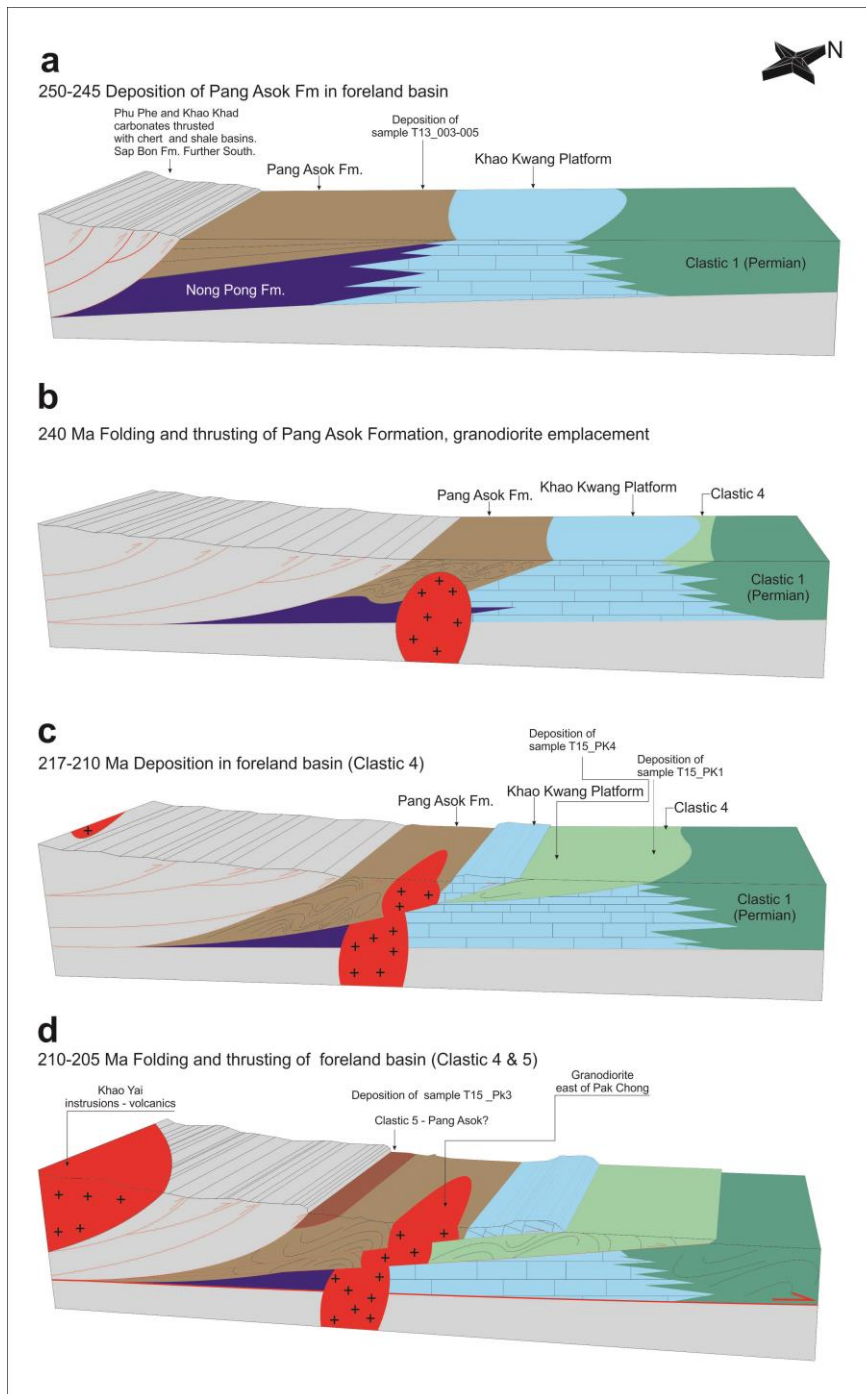 a
N
250-245 Deposition of Pang Asok Fm in foreland basin
Phu Phe and Khao Khad
carbonates thrusted
with chert and shale basins.
Sap Bon Fm. Further South.
Deposition of
sample T13_003-005
Pang Asok Fm.
Khao Kwang Platform
Clastic 1 (Permian)
Nong Pong Fm.
b
240 Ma Folding and thrusting of Pang Asok Formation, granodiorite emplacement
Pang Asok Fm.
Khao Kwang Platform
Clastic 4
Clastic 1
(Permian)
c
217-210 Ma Deposition in foreland basin (Clastic 4)
Deposition of
sample T15_PK4
Deposition of
sample T15_PK1
Pang Asok Fm.
Khao Kwang Platform
Clastic 4
Clastic 1
(Permian)
d
210-205 Ma Folding and thrusting of foreland basin (Clastic 4 & 5)
Khao Yai
instrusions - volcanics
Deposition of sample T15 _Pk3
Clastic 5 - Pang Asok?
Granodiorite
east of Pak Chong